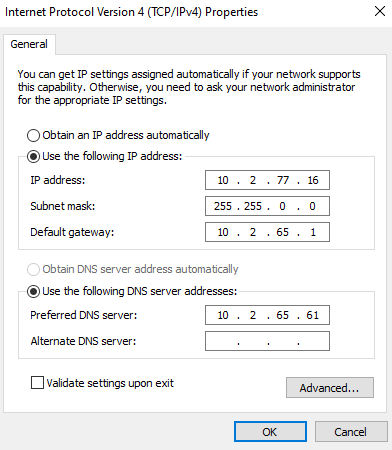 Internet Protocol Version 4 (TCP/IPv4) Properties
General
You can get IP settings assigned automatically if your network supports
this capability. Otherwise, you need to ask your network administrator
for the appropriate IP settings.
Obtain an IP address automatically
Use the following IP address:
IP address: 10 . 2 . 77 . 16
Subnet mask: 255 . 255 . 0 . 0
Default gateway: 10 . 2 . 65 . 1
Obtain DNS server address automatically
Use the following DNS server addresses:
Preferred DNS server: 10 . 2 . 65 . 61
Alternate DNS server: . . .
Validate settings upon exit
Advanced...
OK Cancel